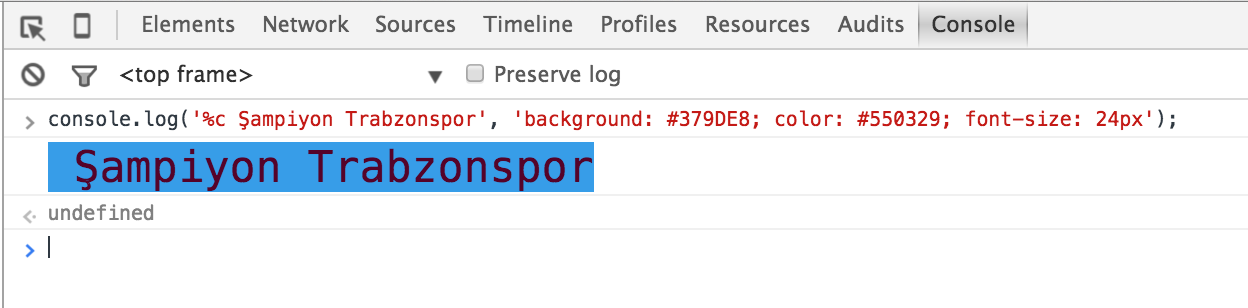 Elements Network Sources Timeline Profiles Resources Audits Console
<top frame> ▼ Preserve log
> console.log('%c Şampiyon Trabzonspor', 'background: #379DE8; color: #550329; font-size: 24px');
Şampiyon Trabzonspor
undefined
>